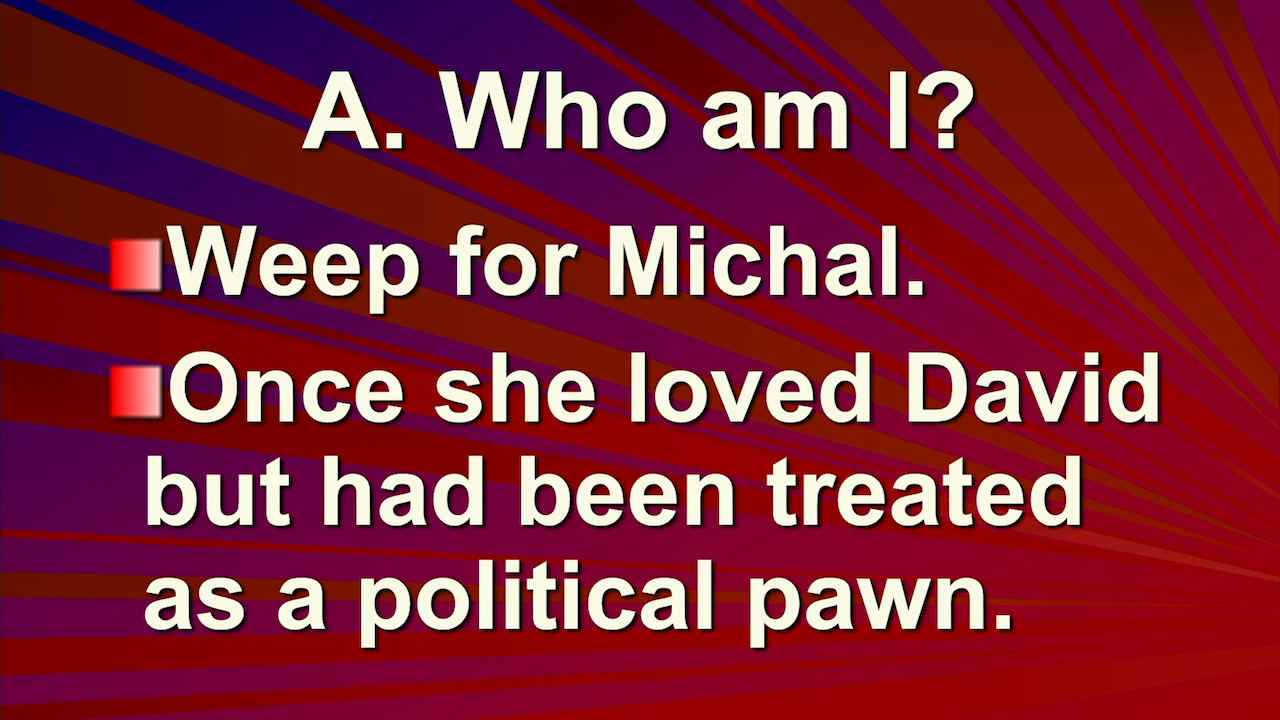 A. Who am I?
Weep for Michal.
Once she loved David
but had been treated
as a political pawn.